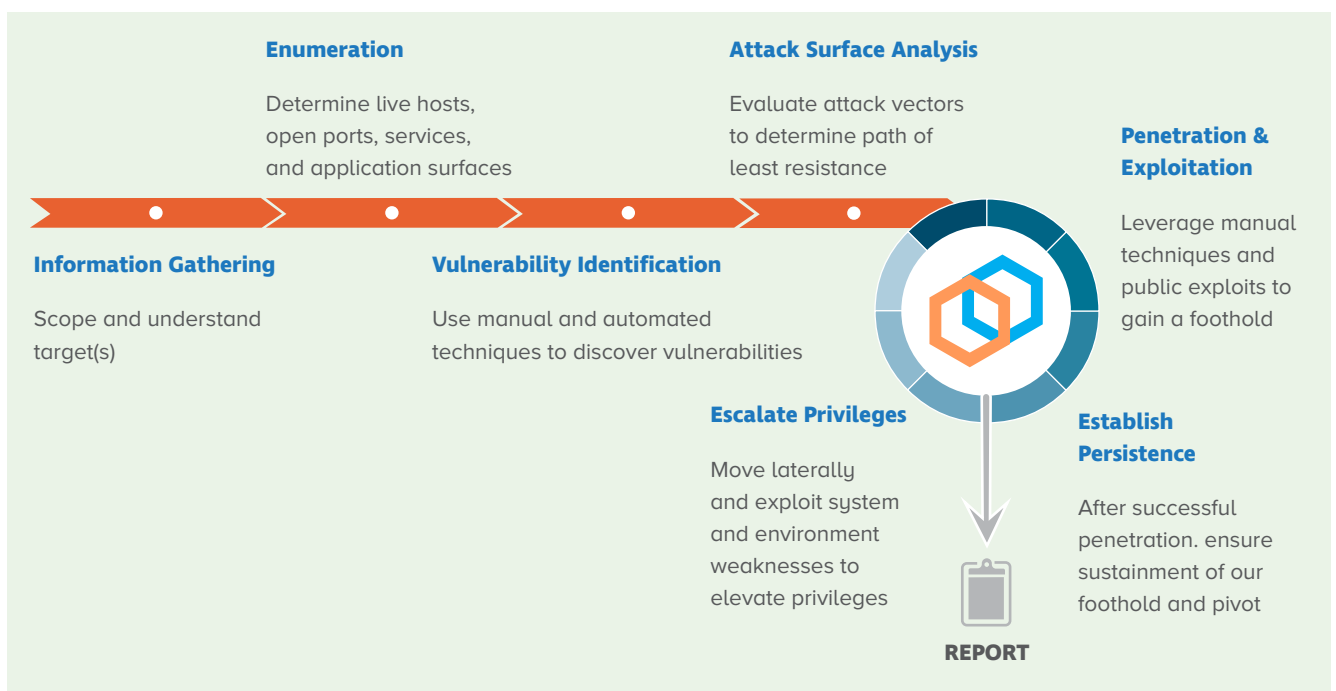 Enumeration
Determine live hosts,
open ports, services,
and application surfaces
Attack Surface Analysis
Evaluate attack vectors
to determine path of
least resistance
Penetration &
Exploitation
Leverage manual
techniques and
public exploits to
gain a foothold
Information Gathering
Scope and understand
target(s)
Vulnerability Identification
Use manual and automated
techniques to discover vulnerabilities
Escalate Privileges
Move laterally
and exploit system
and environment
weaknesses to
elevate privileges
Establish
Persistence
After successful
penetration. ensure
sustainment of our
foothold and pivot
REPORT